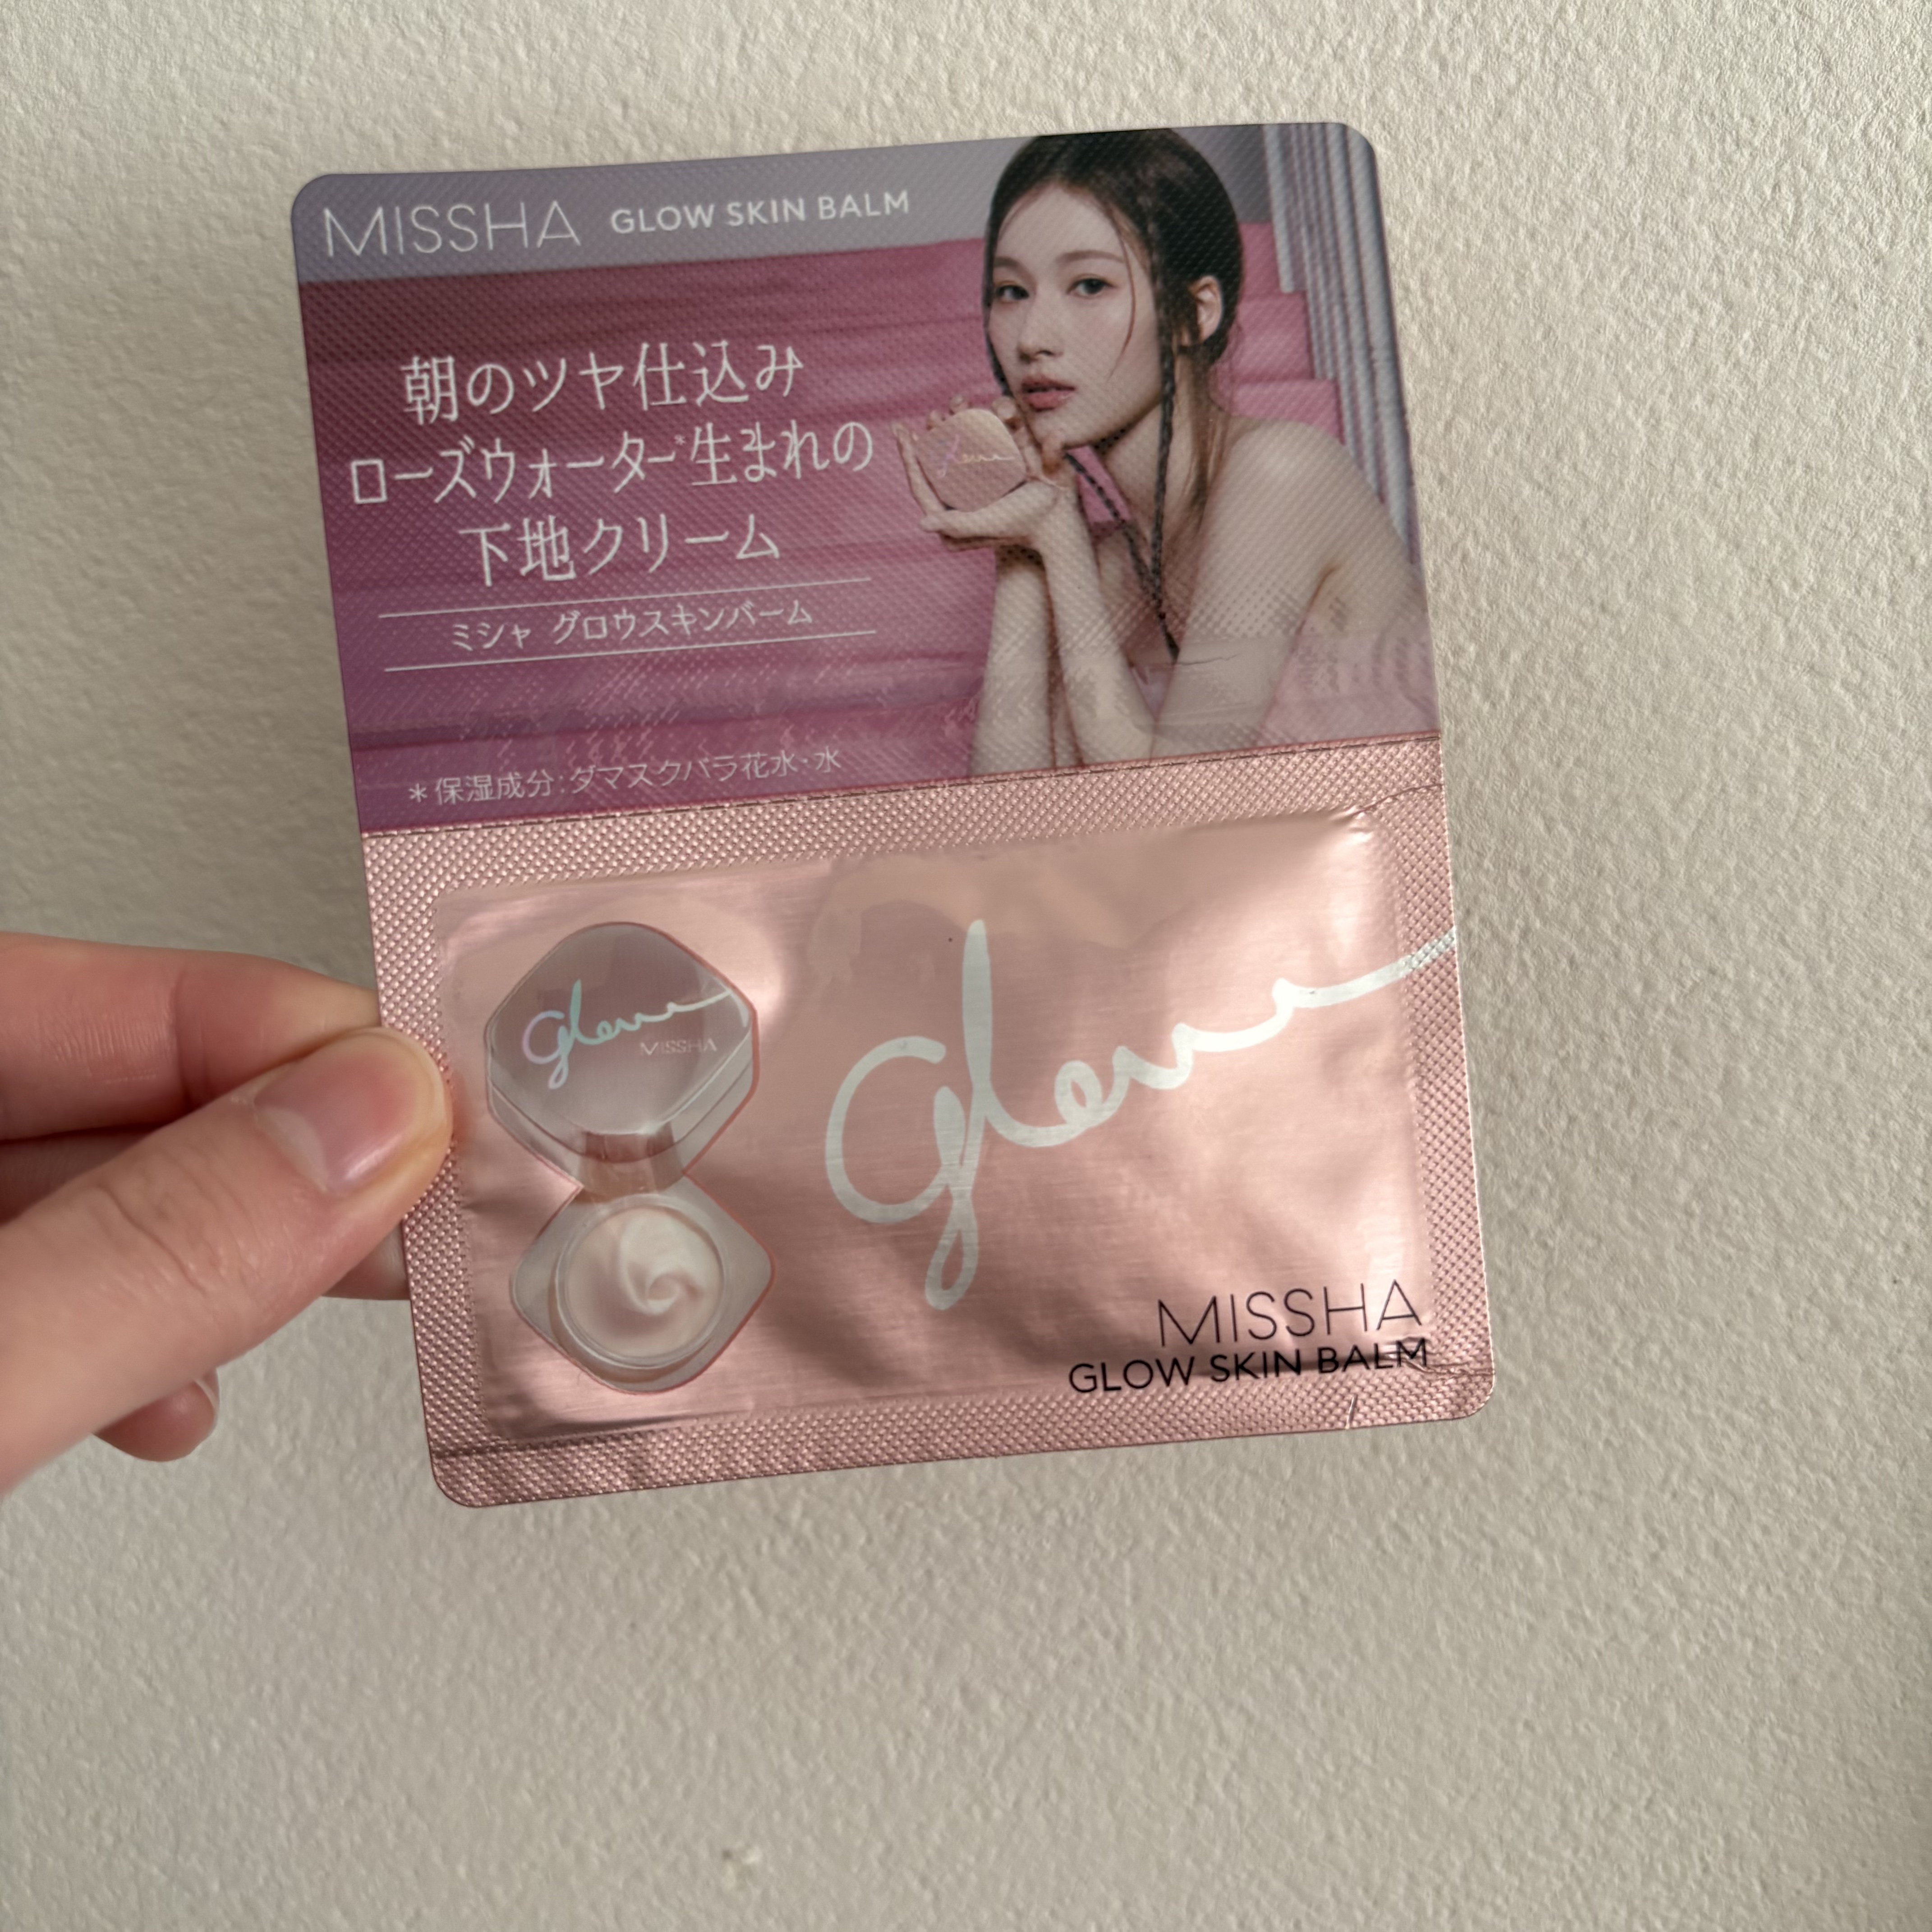 MISSHA GLOW SKIN BALM
朝のツヤ仕込み
ローズウォーター*生まれの
下地クリーム
ミシャ グロウスキンバーム
*保湿成分:ダマスクバラ花水・水
Glow
Glow
MISSHA
Glow
MISSHA
GLOW SKIN BALM